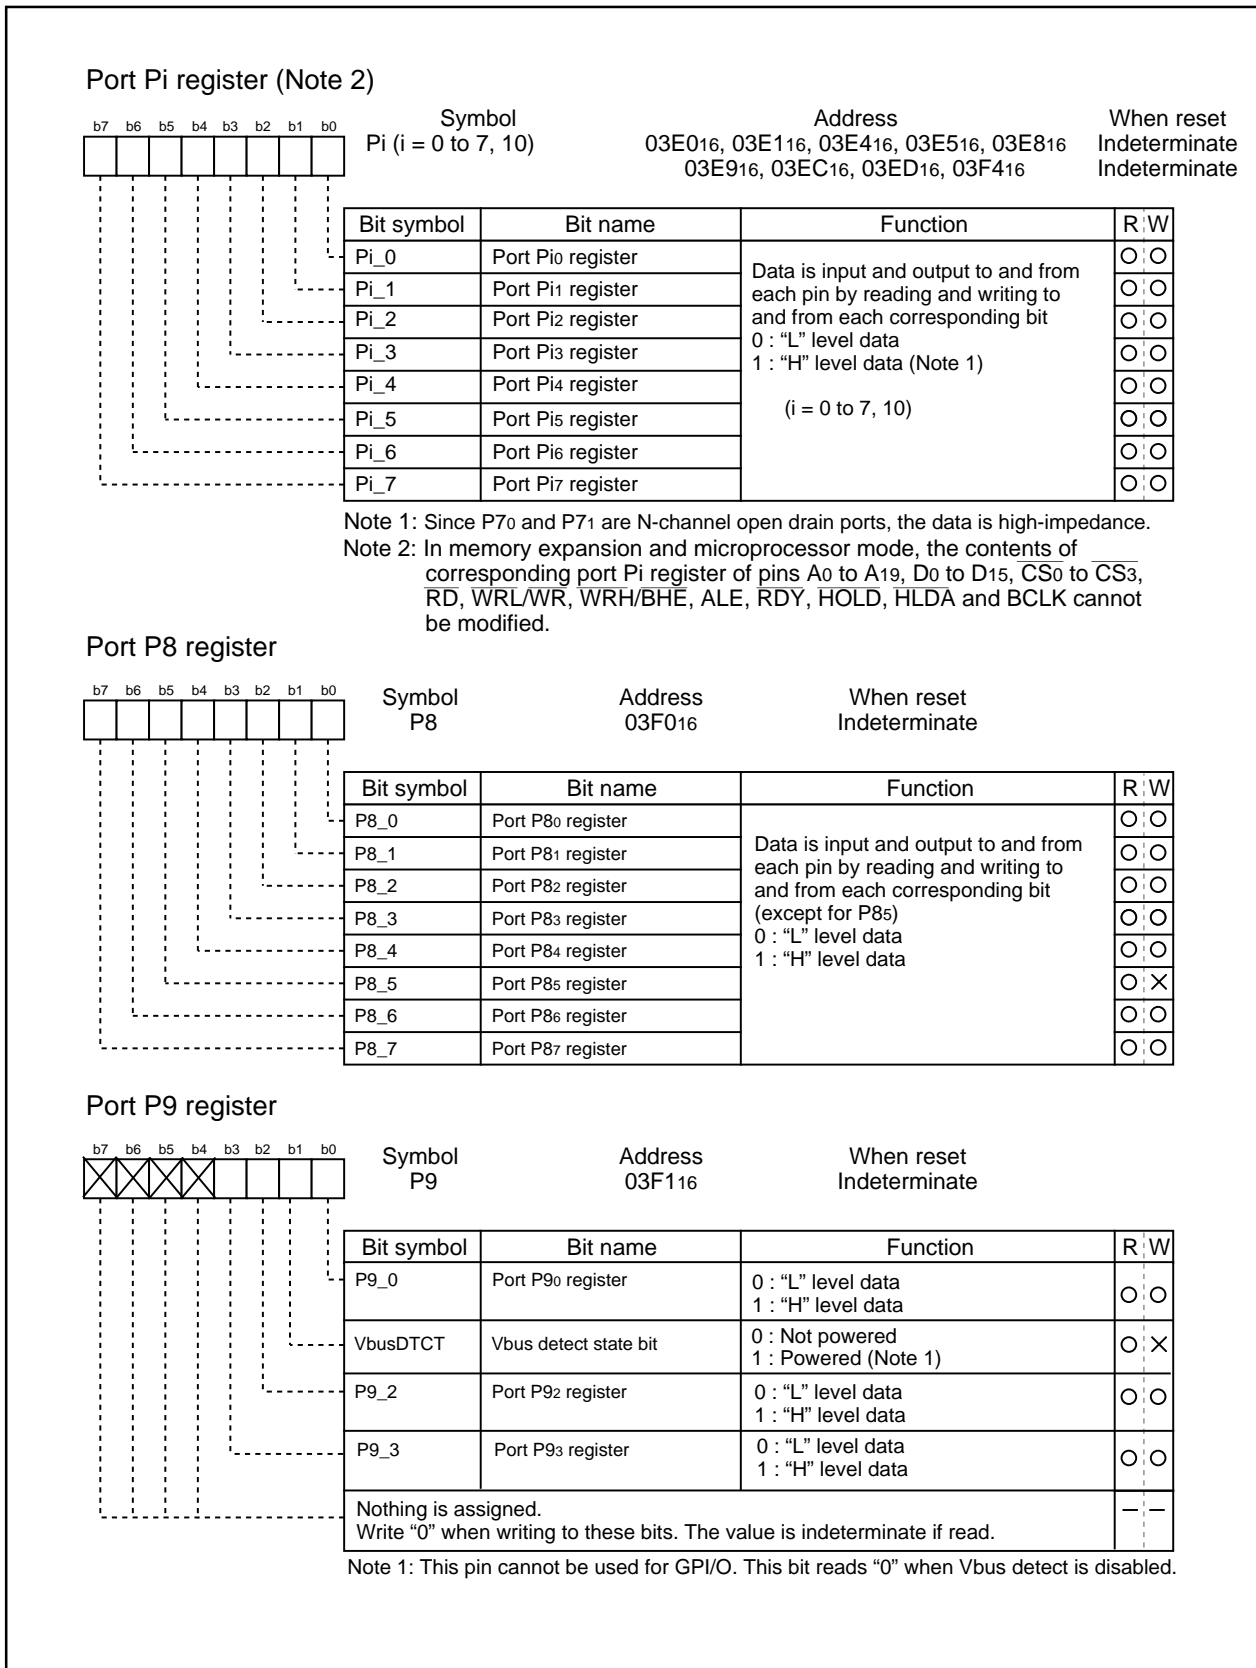 Port Pi register (Note 2)
b7 b6 b5 b4 b3 b2 b1 b0
Symbol Address When reset
Pi (i = 0 to 7, 10) 03E016, 03E116, 03E416, 03E516, 03E816 Indeterminate
03E916, 03EC16, 03ED16, 03F416 Indeterminate
Bit symbol Bit name Function R W
Pi_0 Port Pi0 register
Pi_1 Port Pi1 register
Pi_2 Port Pi2 register
Pi_3 Port Pi3 register
Pi_4 Port Pi4 register
Pi_5 Port Pi5 register
Pi_6 Port Pi6 register
Pi_7 Port Pi7 register
Data is input and output to and from
each pin by reading and writing to
and from each corresponding bit
0 : “L” level data
1 : “H” level data (Note 1)
(i = 0 to 7, 10)
Note 1: Since P70 and P71 are N-channel open drain ports, the data is high-impedance.
Note 2: In memory expansion and microprocessor mode, the contents of
corresponding port Pi register of pins A0 to A19, D0 to D15, CS0 to CS3,
RD, WRL/WR, WRH/BHE, ALE, RDY, HOLD, HLDA and BCLK cannot
be modified.
Port P8 register
b7 b6 b5 b4 b3 b2 b1 b0
Symbol Address When reset
P8 03F016 Indeterminate
Bit symbol Bit name Function R W
P8_0 Port P80 register
P8_1 Port P81 register
P8_2 Port P82 register
P8_3 Port P83 register
P8_4 Port P84 register
P8_5 Port P85 register
P8_6 Port P86 register
P8_7 Port P87 register
Data is input and output to and from
each pin by reading and writing to
and from each corresponding bit
(except for P85)
0 : “L” level data
1 : “H” level data
Port P9 register
b7 b6 b5 b4 b3 b2 b1 b0
Symbol Address When reset
P9 03F116 Indeterminate
Bit symbol Bit name Function R W
P9_0 Port P90 register 0 : “L” level data
1 : “H” level data
VbusDTCT Vbus detect state bit 0 : Not powered
1 : Powered (Note 1)
P9_2 Port P92 register 0 : “L” level data
1 : “H” level data
P9_3 Port P93 register 0 : “L” level data
1 : “H” level data
Nothing is assigned.
Write “0” when writing to these bits. The value is indeterminate if read.
Note 1: This pin cannot be used for GPI/O. This bit reads “0” when Vbus detect is disabled.